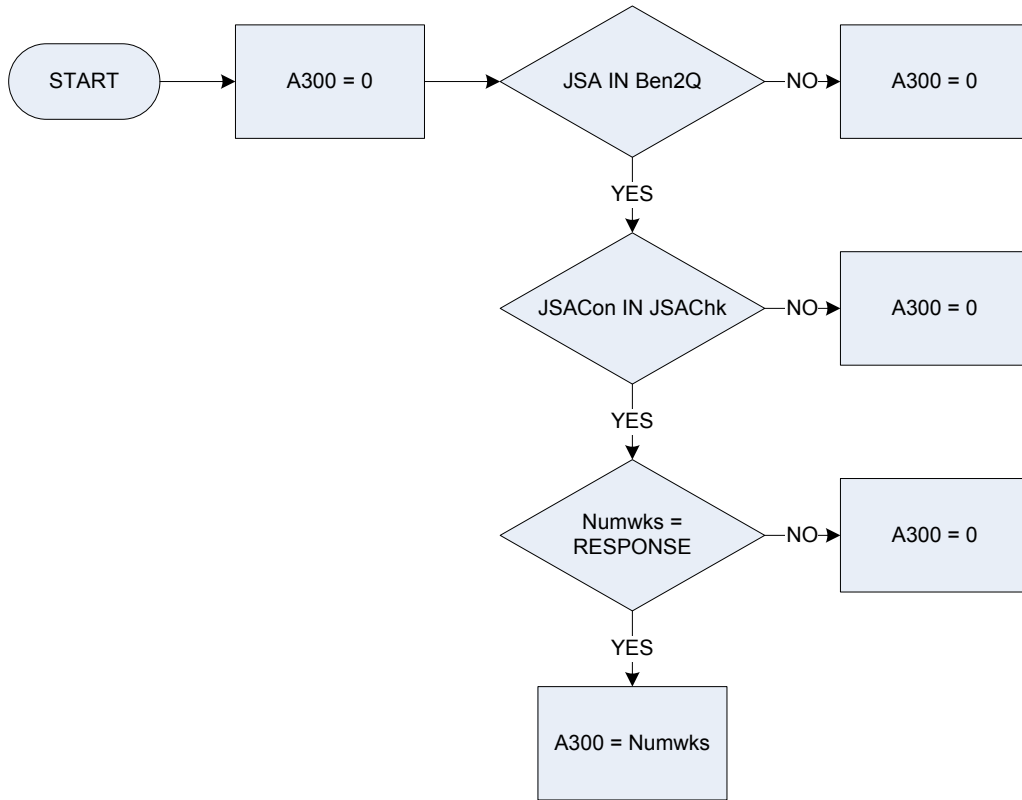 START
A300 = 0
JSA IN Ben2Q
NO
A300 = 0
YES
JSACon IN JSAChk
NO
A300 = 0
YES
Numwks =
RESPONSE
NO
A300 = 0
YES
A300 = Numwks